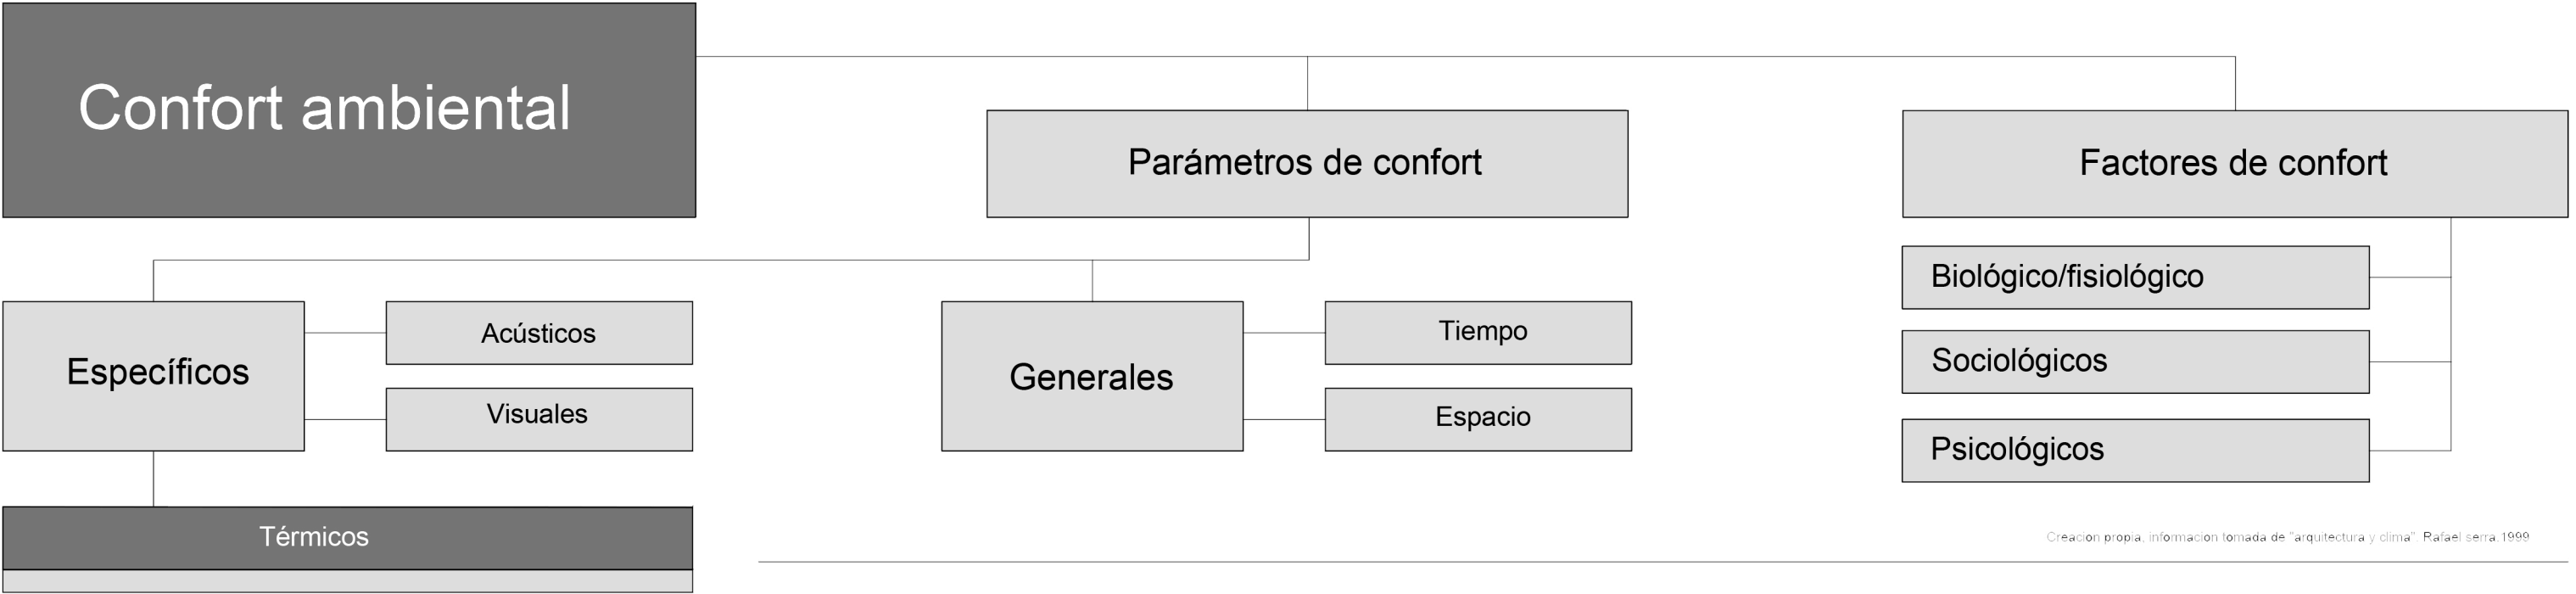 Confort ambiental
Parámetros de confort
Factores de confort
Específicos
Acústicos
Visuales
Térmicos
Generales
Tiempo
Espacio
Biológico/fisiológico
Sociológicos
Psicológicos
Creacion propia, informacion tomada de "arquitectura y clima". Rafael serra.1999